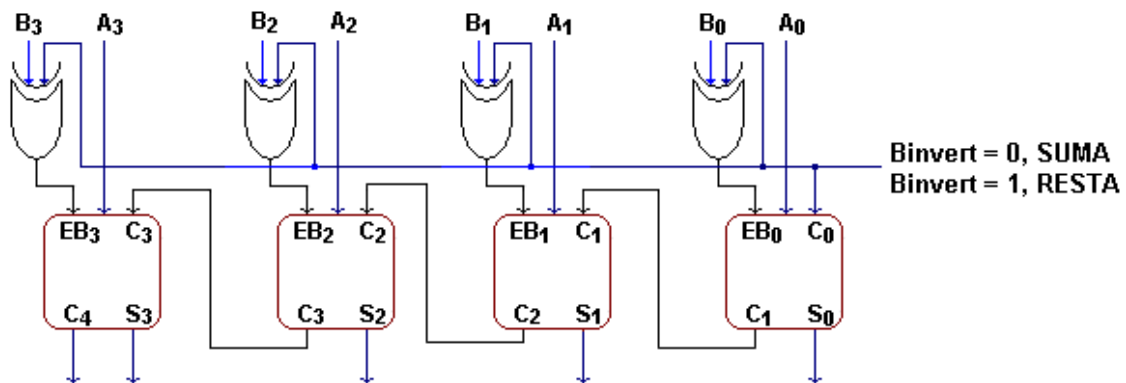 B3 A3 B2 A2 B1 A1 B0 A0
Binvert = 0, SUMA
Binvert = 1, RESTA
EB3 C3 EB2 C2 EB1 C1 EB0 C0
C4 S3 C3 S2 C2 S1 C1 S0